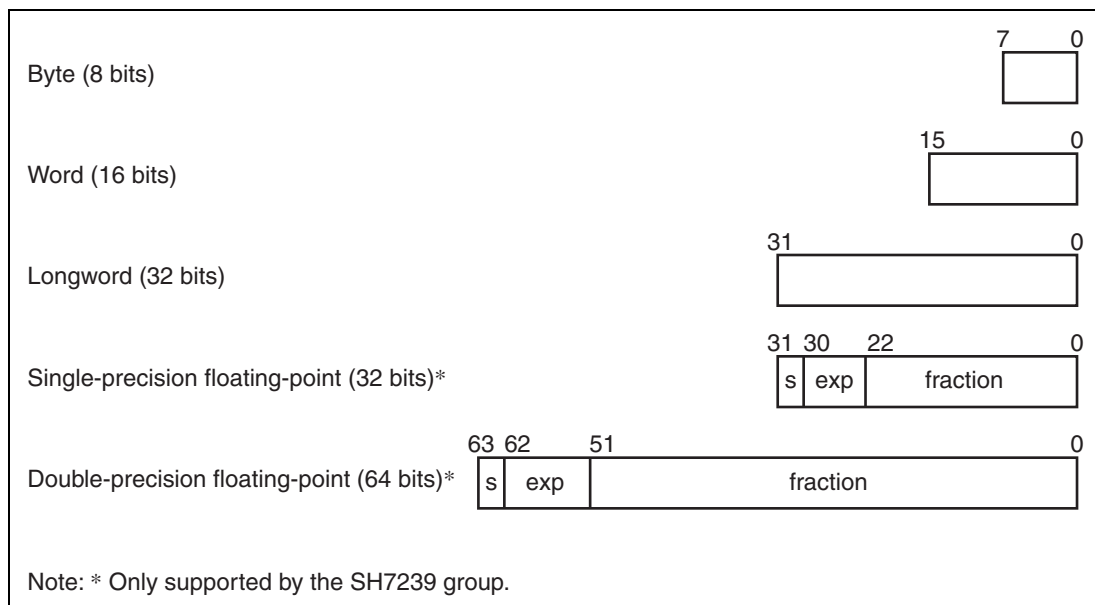 7 0
Byte (8 bits)
15 0
Word (16 bits)
31 0
Longword (32 bits)
31 30 22 0
Single-precision floating-point (32 bits)*
s exp fraction
63 62 51 0
Double-precision floating-point (64 bits)*
s exp fraction
Note: * Only supported by the SH7239 group.